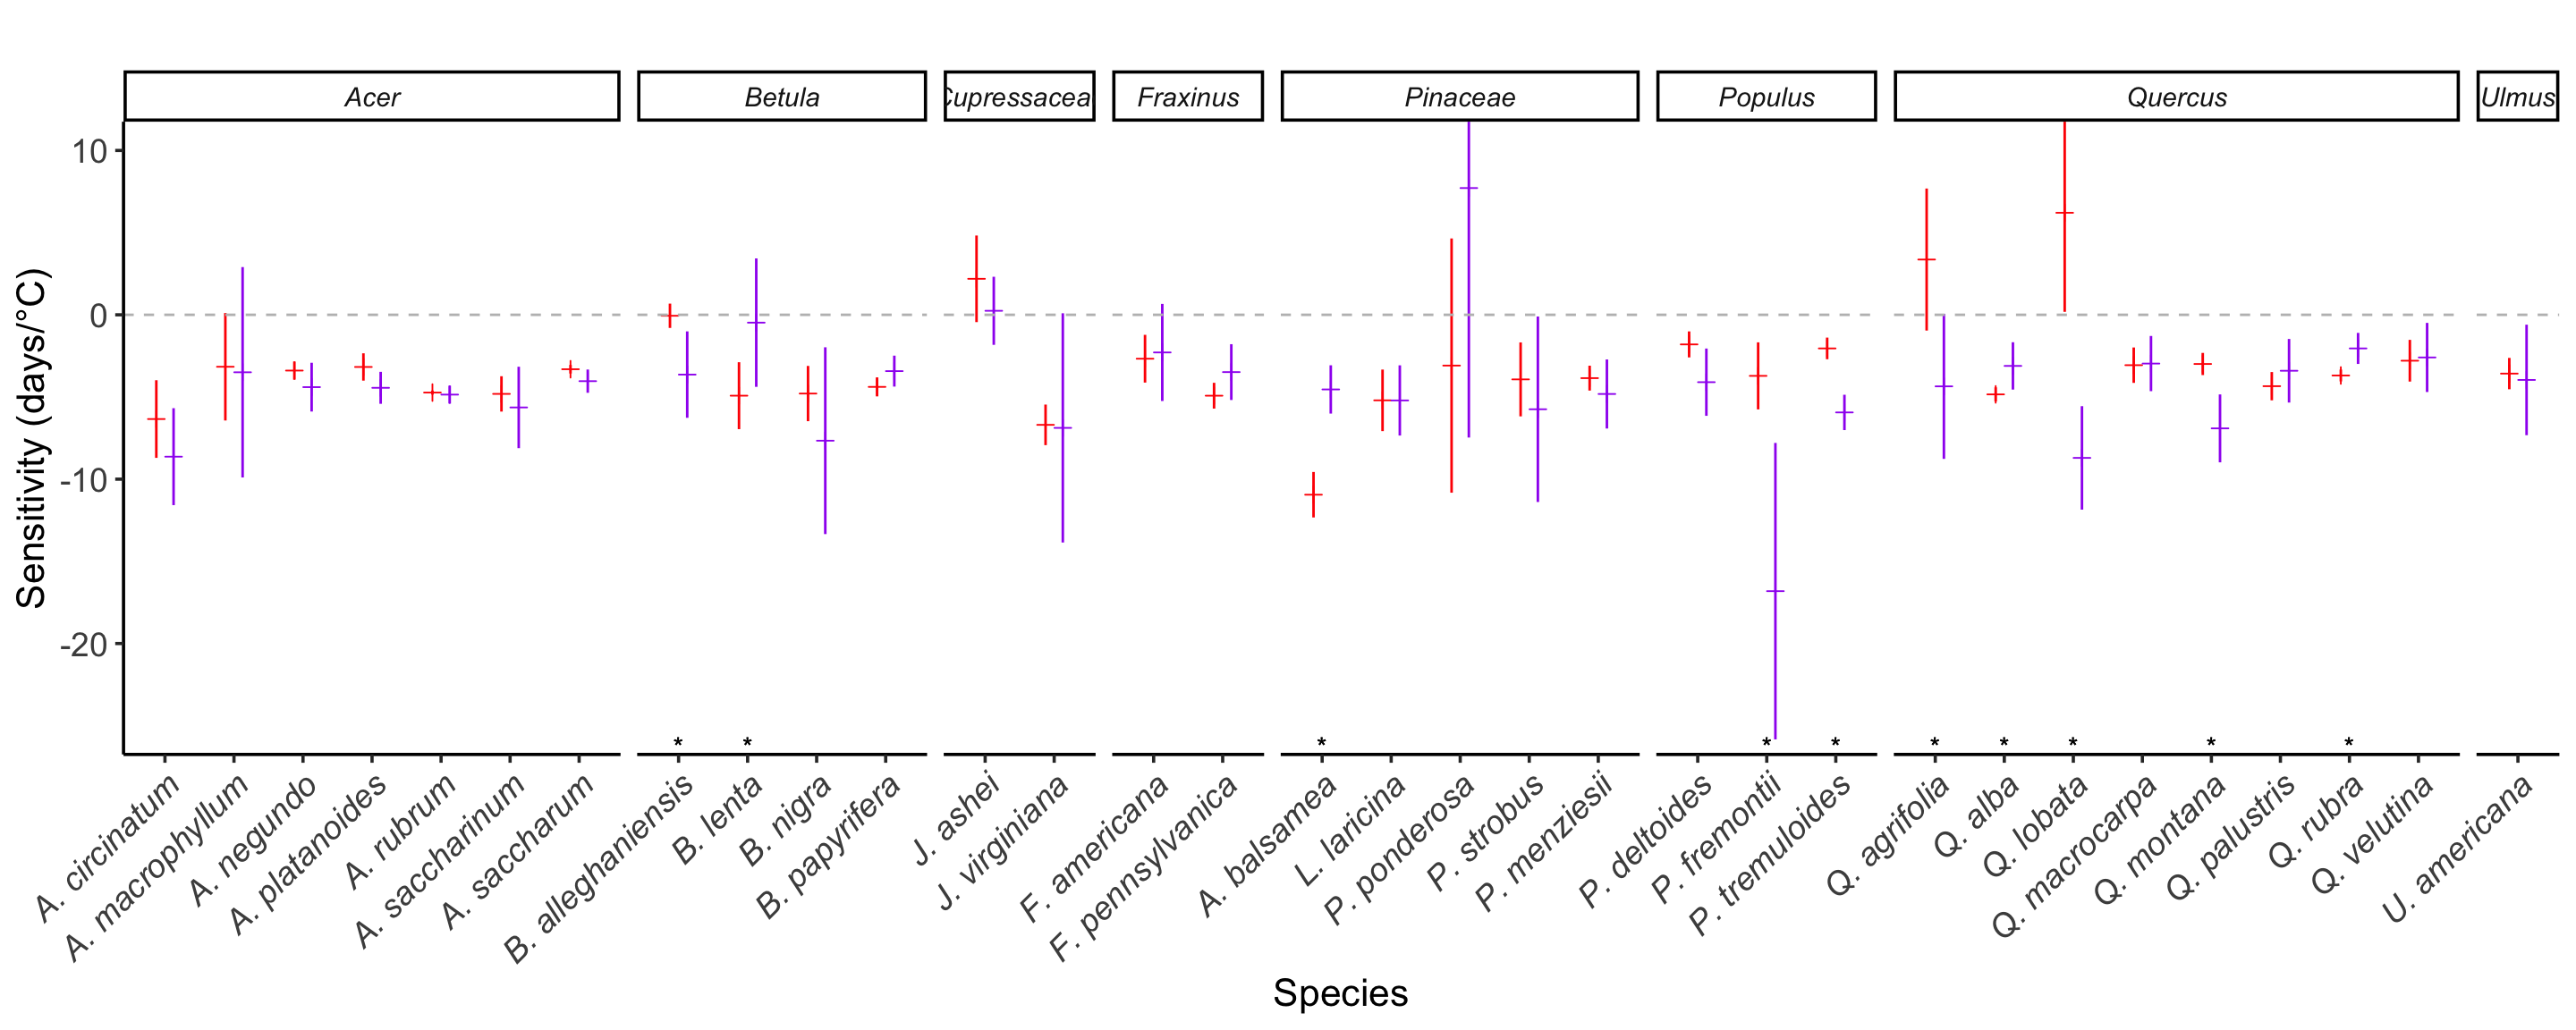 Acer
Betula
Fraxinus
Pinaceae
Populus
Quercus
Ulmus
Sensitivity (days/°C)
10
0
-10
-20
* * * * * * * * * *
A. circinatum
A. macrophyllum
A. negundo
A. platanoides
A. rubrum
A. saccharinum
A. saccharum
B. alleghaniensis
B. lenta
B. nigra
B. papyrifera
J. ashei
J. virginiana
F. americana
F. pennsylvanica
A. balsamea
L. laricina
P. ponderosa
P. strobus
P. menziesii
P. deltoides
P. fremontii
P. tremuloides
Q. agrifolia
Q. alba
Q. lobata
Q. macrocarpa
Q. montana
Q. palustris
Q. rubra
Q. velutina
U. americana
Species